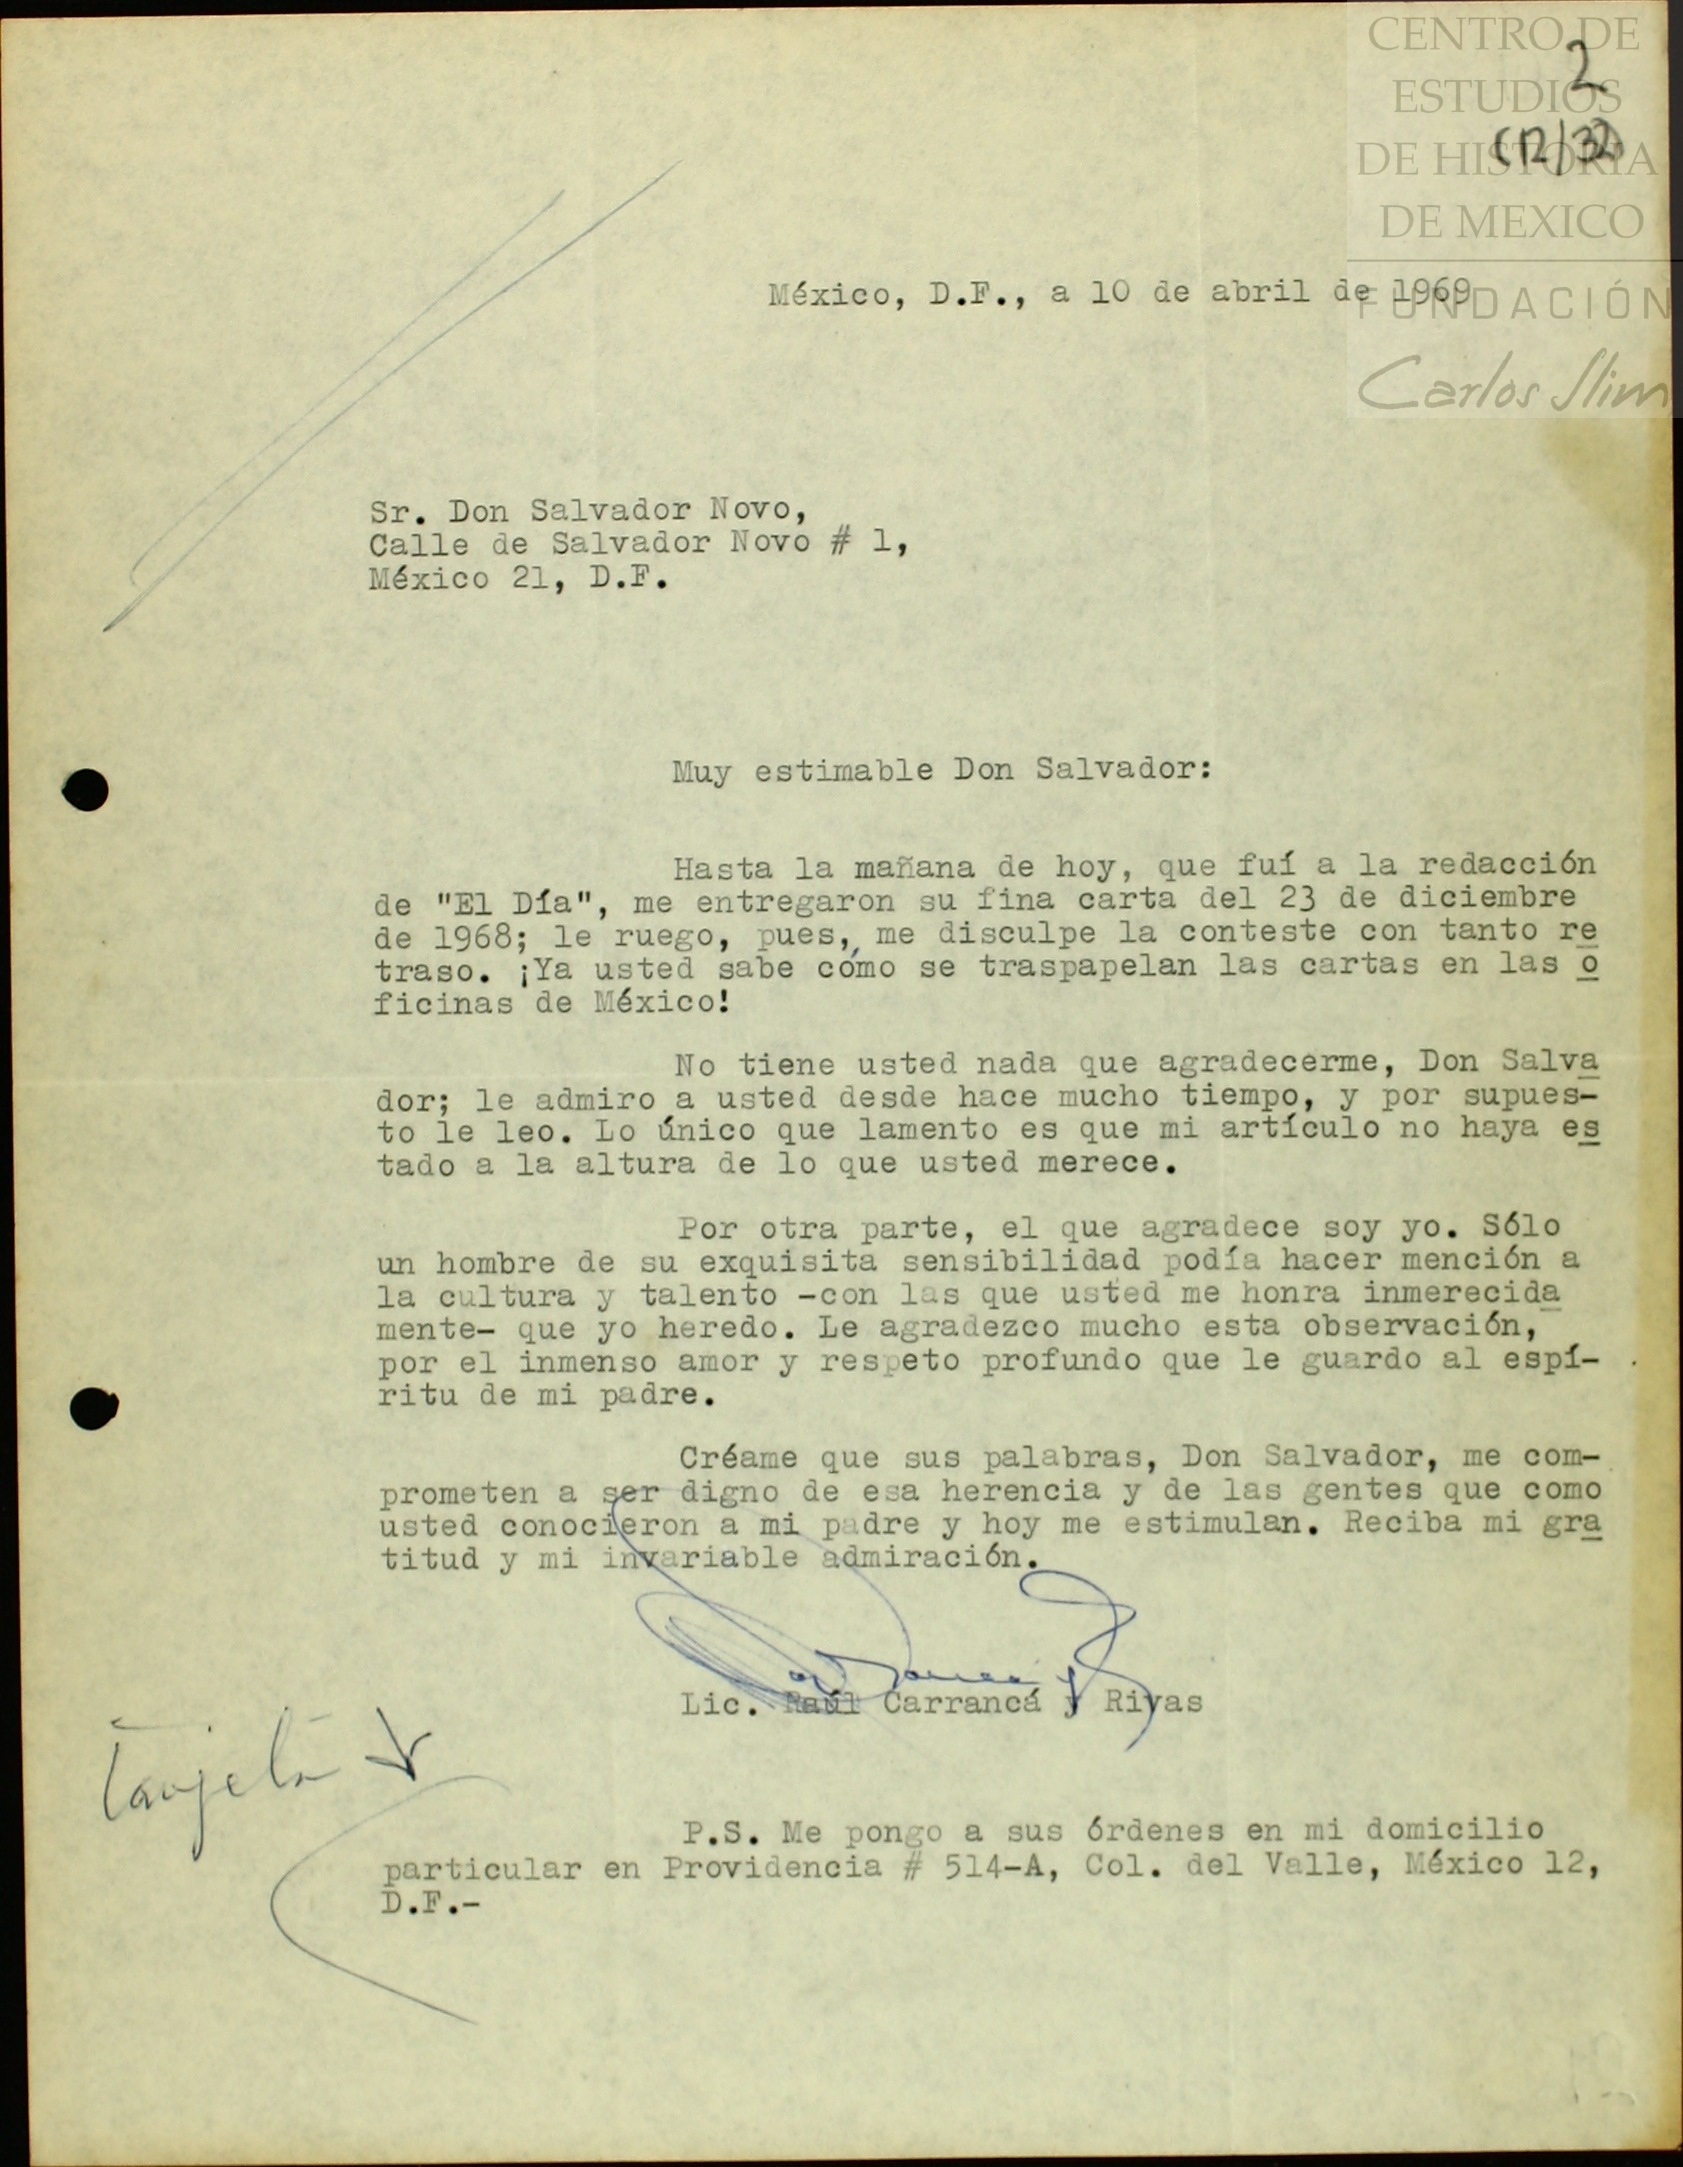 CENTRO DE
ESTUDIOS
DE HISTORIA
DE MEXICO
FUNDACIÓN
Carlos Slim
2
México, D.F., a 10 de abril de 1969
Sr. Don Salvador Novo,
Calle de Salvador Novo # 1,
México 21, D.F.
Muy estimable Don Salvador:
Hasta la mañana de hoy, que fuí a la redacción
de "El Día", me entregaron su fina carta del 23 de diciembre
de 1968; le ruego, pues, me disculpe la conteste con tanto re
traso. ¡Ya usted sabe cómo se traspapelan las cartas en las o
ficinas de México!
No tiene usted nada que agradecerme, Don Salva
dor; le admiro a usted desde hace mucho tiempo, y por supues-
to le leo. Lo único que lamento es que mi artículo no haya es
tado a la altura de lo que usted merece.
Por otra parte, el que agradece soy yo. Sólo
un hombre de su exquisita sensibilidad podía hacer mención a
la cultura y talento -con las que usted me honra inmerecida
mente- que yo heredo. Le agradezco mucho esta observación,
por el inmenso amor y respeto profundo que le guardo al espí-
ritu de mi padre.
Créame que sus palabras, Don Salvador, me com-
prometen a ser digno de esa herencia y de las gentes que como
usted conocieron a mi padre y hoy me estimulan. Reciba mi gra
titud y mi invariable admiración.
Lic. Raúl Carrancá y Rivas
tarjeta
P.S. Me pongo a sus órdenes en mi domicilio
particular en Providencia # 514-A, Col. del Valle, México 12,
D.F.-